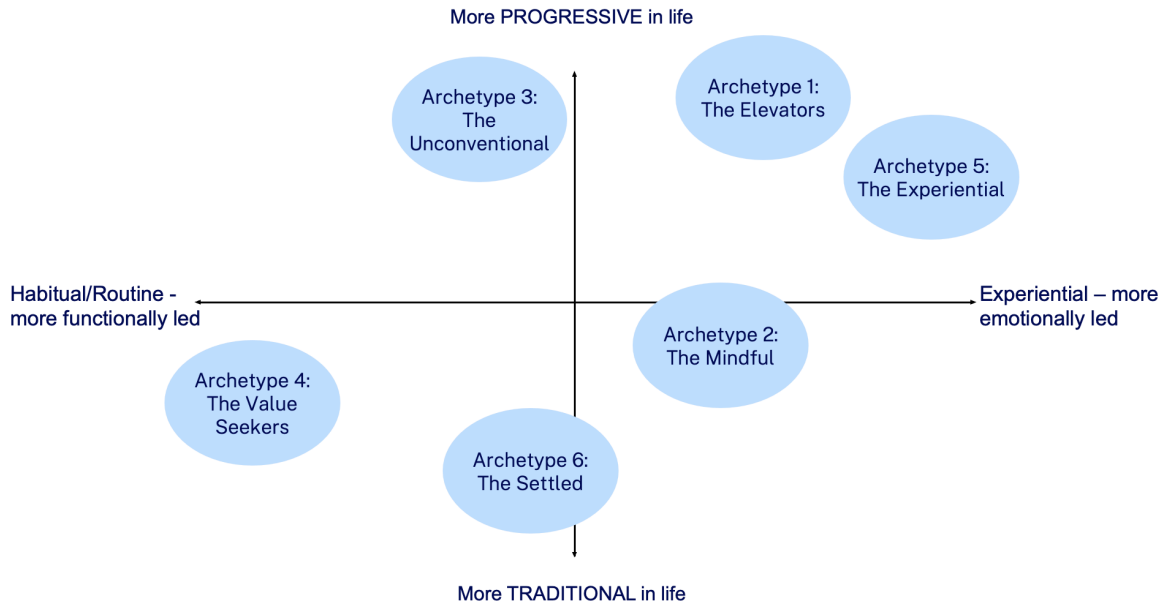 More PROGRESSIVE in life
Archetype 3:
The
Unconventional
Archetype 1:
The Elevators
Archetype 5:
The Experiential
Habitual/Routine -
more functionally led
Experiential – more
emotionally led
Archetype 2:
The Mindful
Archetype 4:
The Value
Seekers
Archetype 6:
The Settled
More TRADITIONAL in life